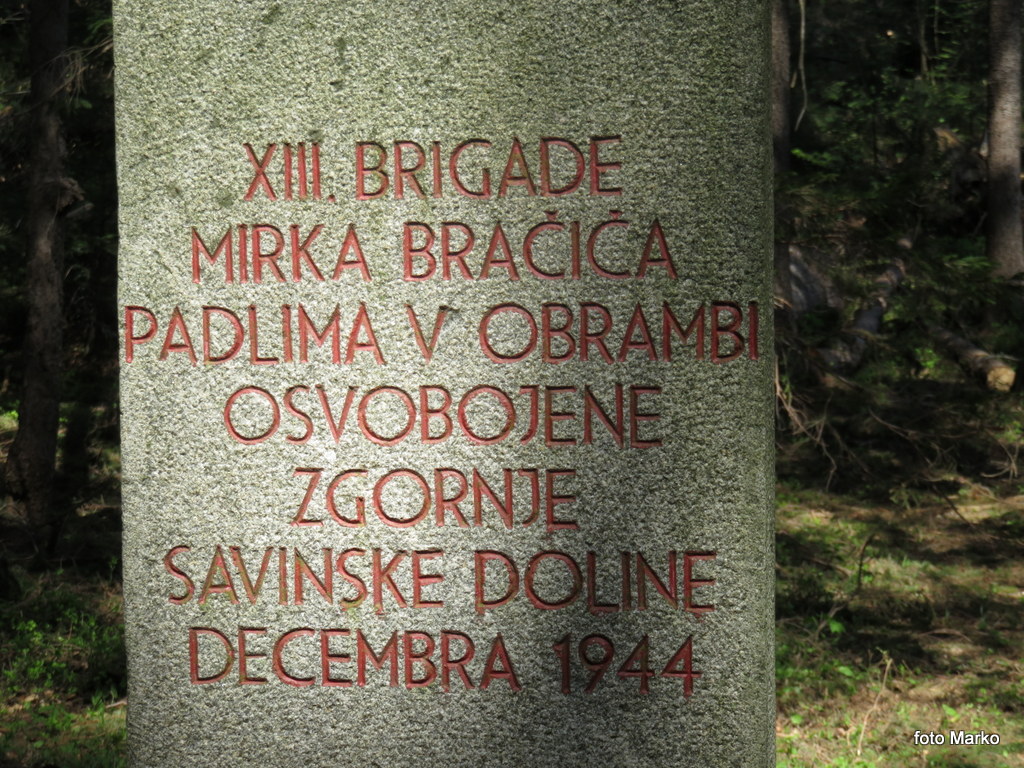 XIII. BRIGADE
MIRKA BRAČIČA
PADLIMA V OBRAMBI
OSVOBOJENE
ZGORNJE
SAVINSKE DOLINE
DECEMBRA 1944
foto Marko